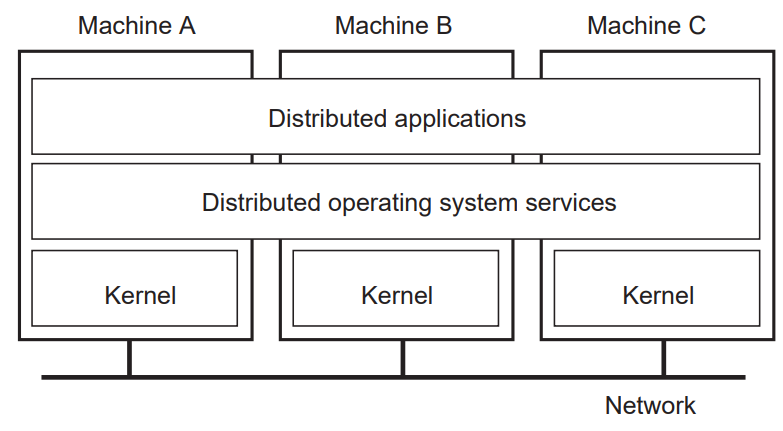 Machine A
Machine B
Machine C
Distributed applications
Distributed operating system services
Kernel
Kernel
Kernel
Network